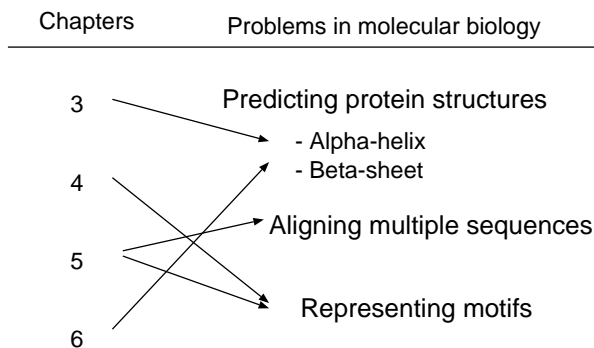 Chapters Problems in molecular biology
3 Predicting protein structures
- Alpha-helix
4 - Beta-sheet
Aligning multiple sequences
5
Representing motifs
6